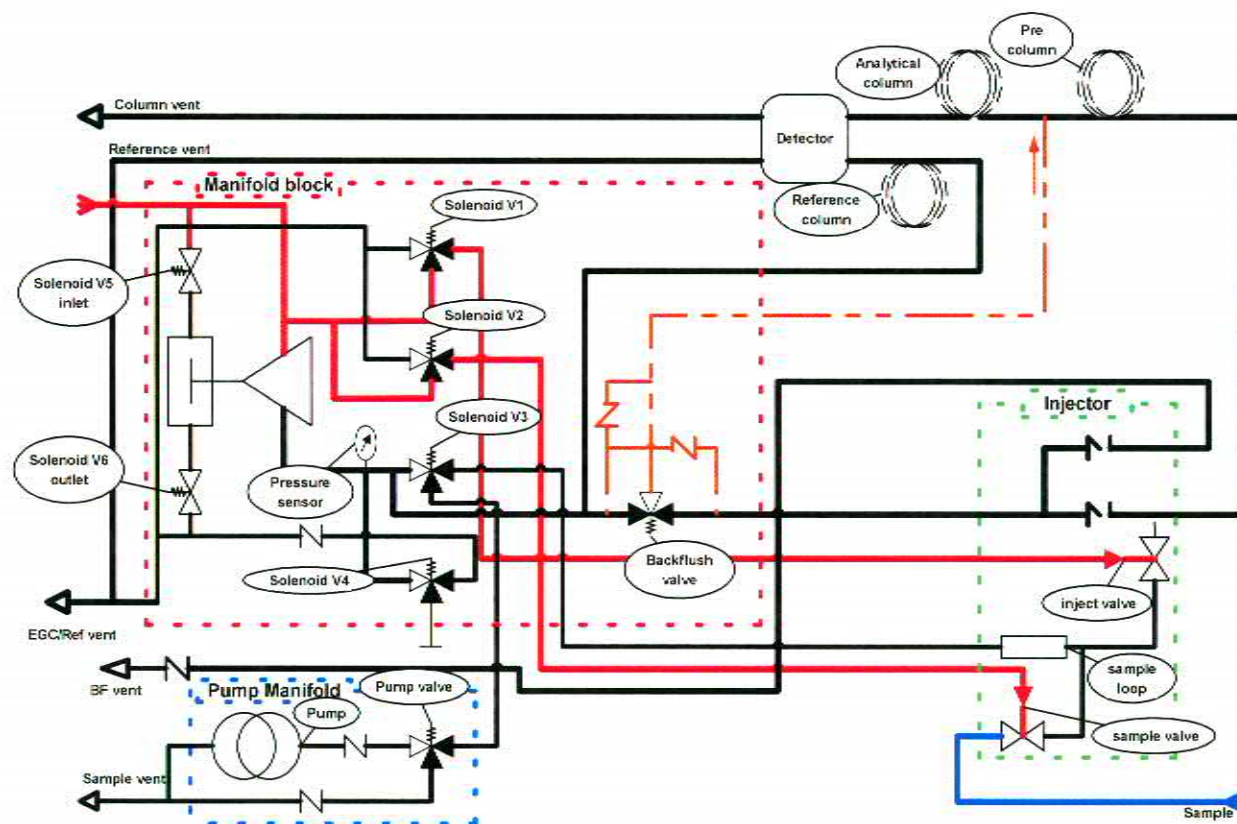 Pre
column
Analytical
column
Column vent
Detector
Reference vent
Manifold block
Solenoid V1
Reference
column
Solenoid V5
inlet
Solenoid V2
Injector
Solenoid V3
Solenoid V6
outlet
Pressure
sensor
Solenoid V4
Backflush
valve
inject valve
EGC/Ref vent
sample
loop
BF vent
Pump Manifold
Pump valve
Pump
sample valve
Sample vent
Sample